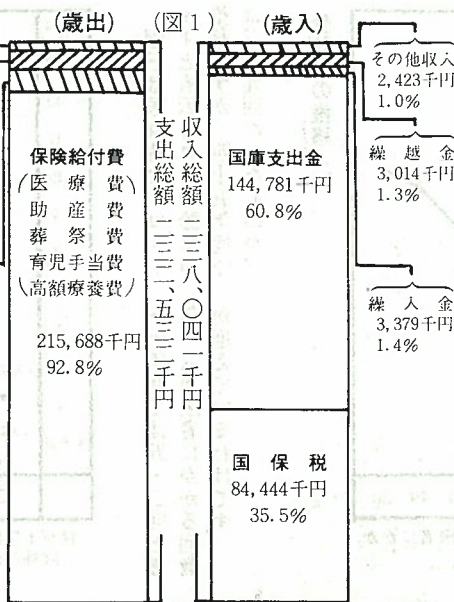 (歳出)
(図1)
(歳入)
保険給付費
(医療費)
助産費
葬祭費
育児手当費
(高額療養費)
215,688千円
92.8%
収入総額 二三八、〇四一千円
支出総額 二三二、五三二千円
国庫支出金
144,781千円
60.8%
国保税
84,444千円
35.5%
その他収入
2,423千円
1.0%
繰越金
3,014千円
1.3%
繰入金
3,379千円
1.4%